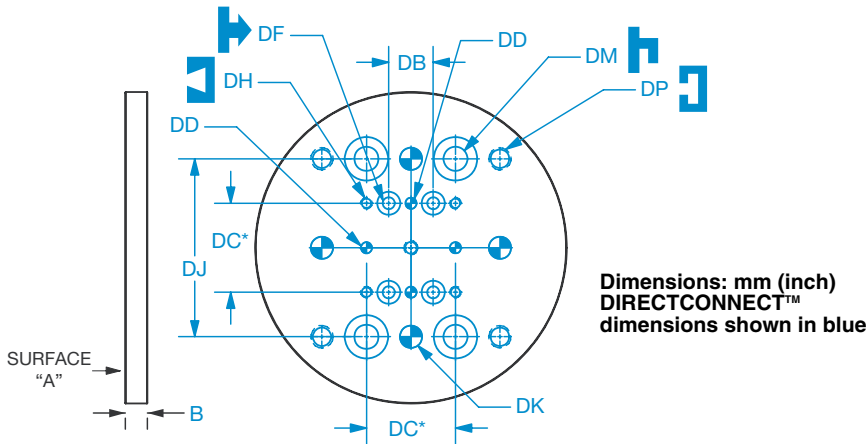 DF
DB
DD
DM
DH
DP
DD
DC*
DJ
Dimensions: mm (inch)
DIRECTCONNECT™
dimensions shown in blue
SURFACE
“A”
B
DC*
DK